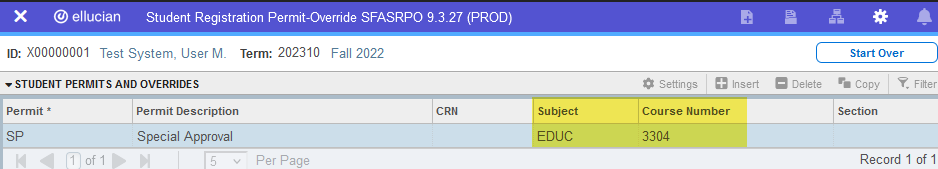 ellucian Student Registration Permit-Override SFASRPO 9.3.27 (PROD)
ID: X00000001 Test System, User M. Term: 202310 Fall 2022 Start Over
STUDENT PERMITS AND OVERRIDES Settings Insert Delete Copy Filter
Permit * Permit Description CRN Subject Course Number Section
SP Special Approval EDUC 3304
1 of 1 5 Per Page Record 1 of 1